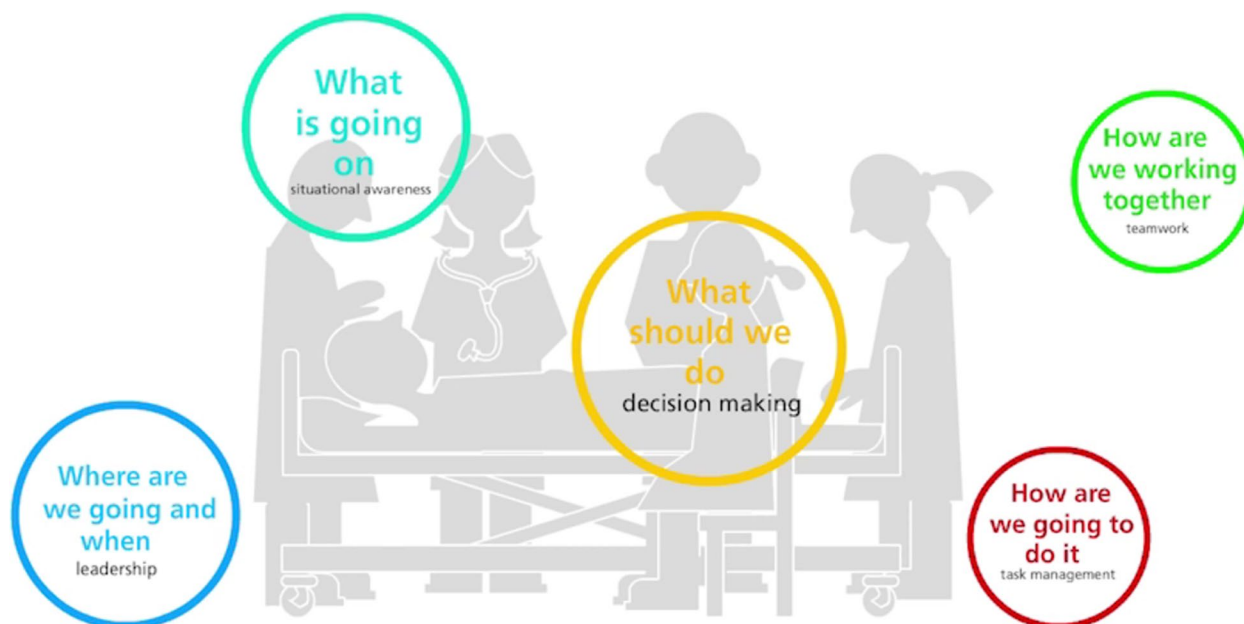 What
is going
on
situational awareness
How are
we working
together
teamwork
What
should we
do
decision making
Where are
we going and
when
leadership
How are
we going to
do it
task management